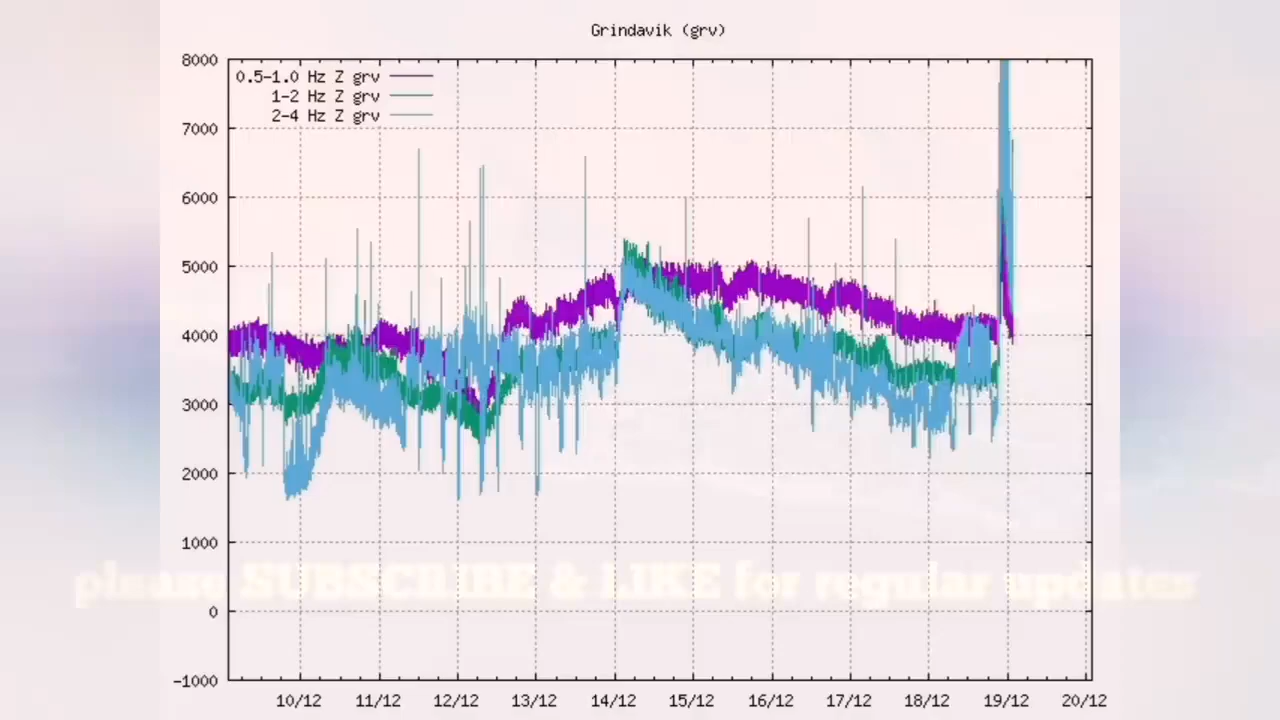 Grindavik (grv)
8000
0.5-1.0 Hz Z grv
1-2 Hz Z grv
2-4 Hz Z grv
7000
6000
5000
4000
3000
2000
1000
please SUBSCRIBE & LIKE for regular updates
0
-1000
10/12 11/12 12/12 13/12 14/12 15/12 16/12 17/12 18/12 19/12 20/12